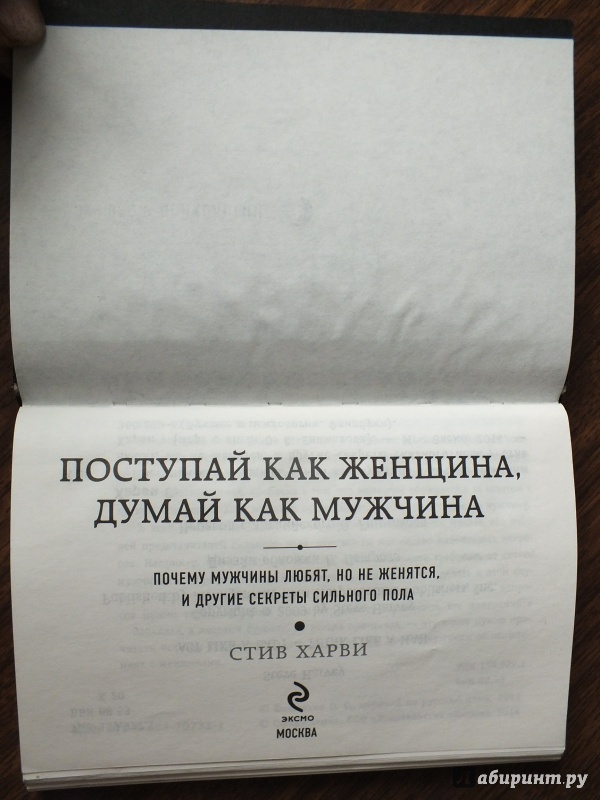 ПОСТУПАЙ КАК ЖЕНЩИНА,
ДУМАЙ КАК МУЖЧИНА
ПОЧЕМУ МУЖЧИНЫ ЛЮБЯТ, НО НЕ ЖЕНЯТСЯ,
И ДРУГИЕ СЕКРЕТЫ СИЛЬНОГО ПОЛА
СТИВ ХАРВИ
ЭКСМО
МОСКВА
Лабиринт.ру